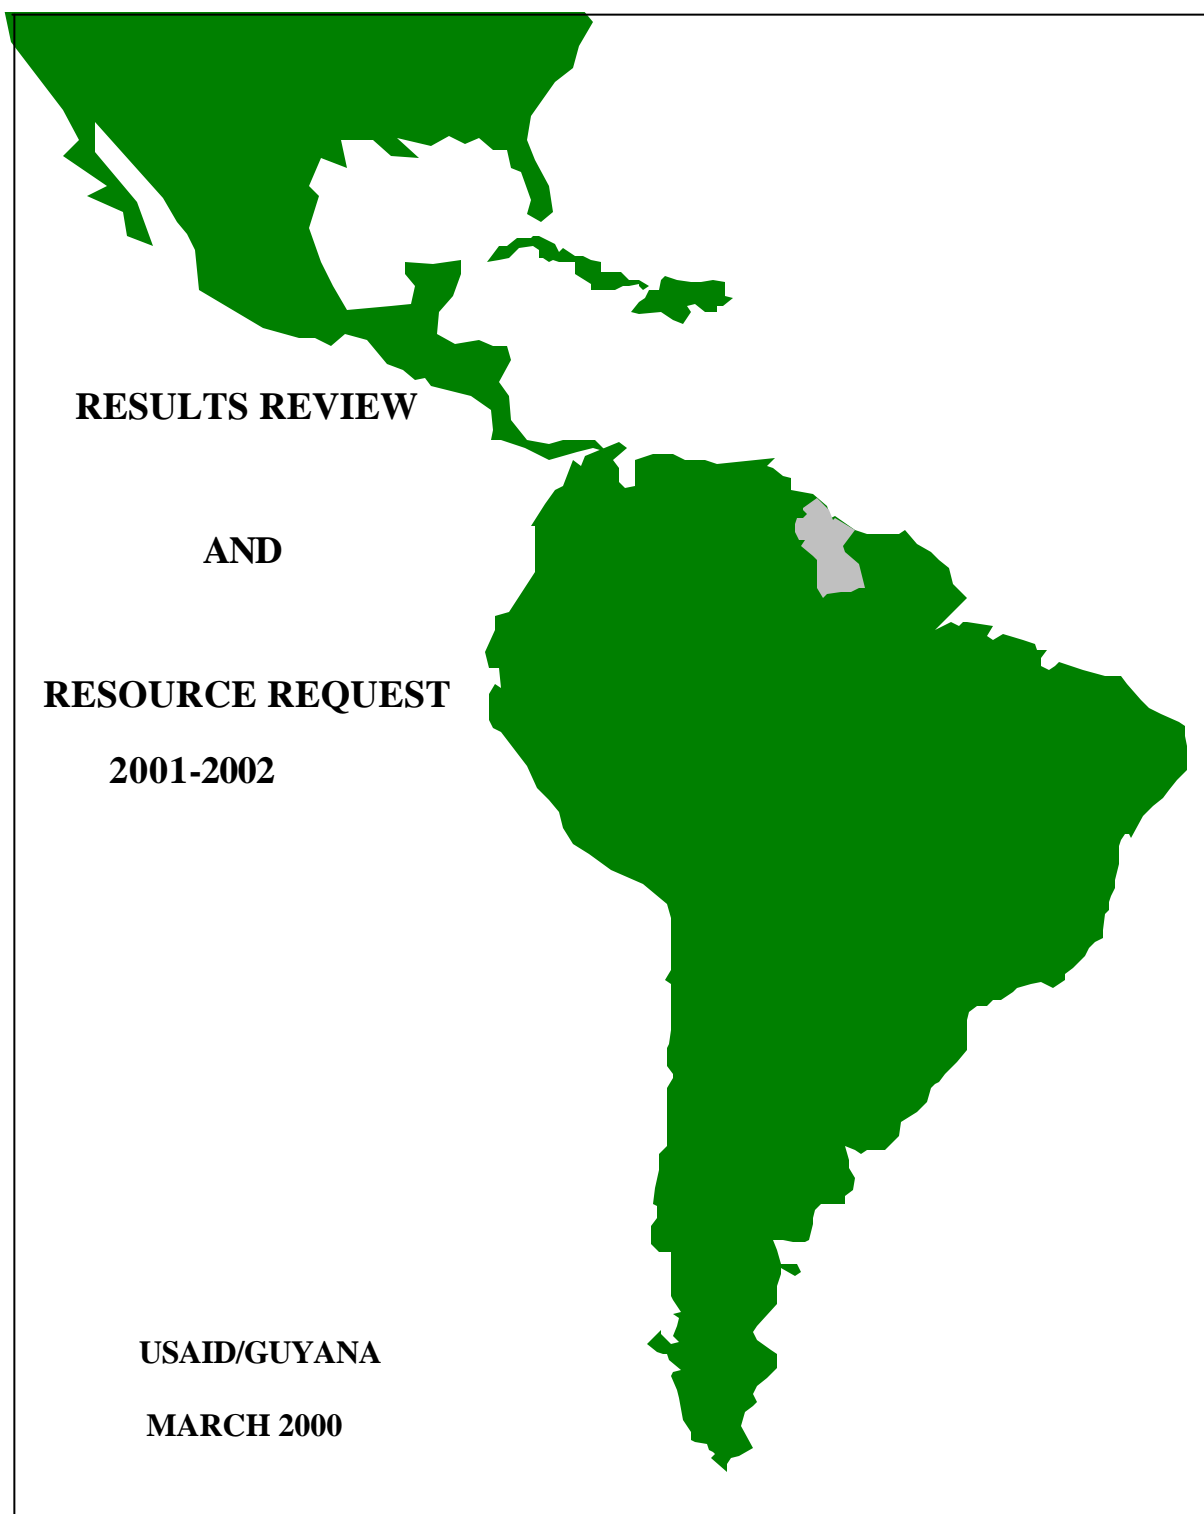 RESULTS REVIEW
AND
RESOURCE REQUEST
2001-2002
USAID/GUYANA
MARCH 2000